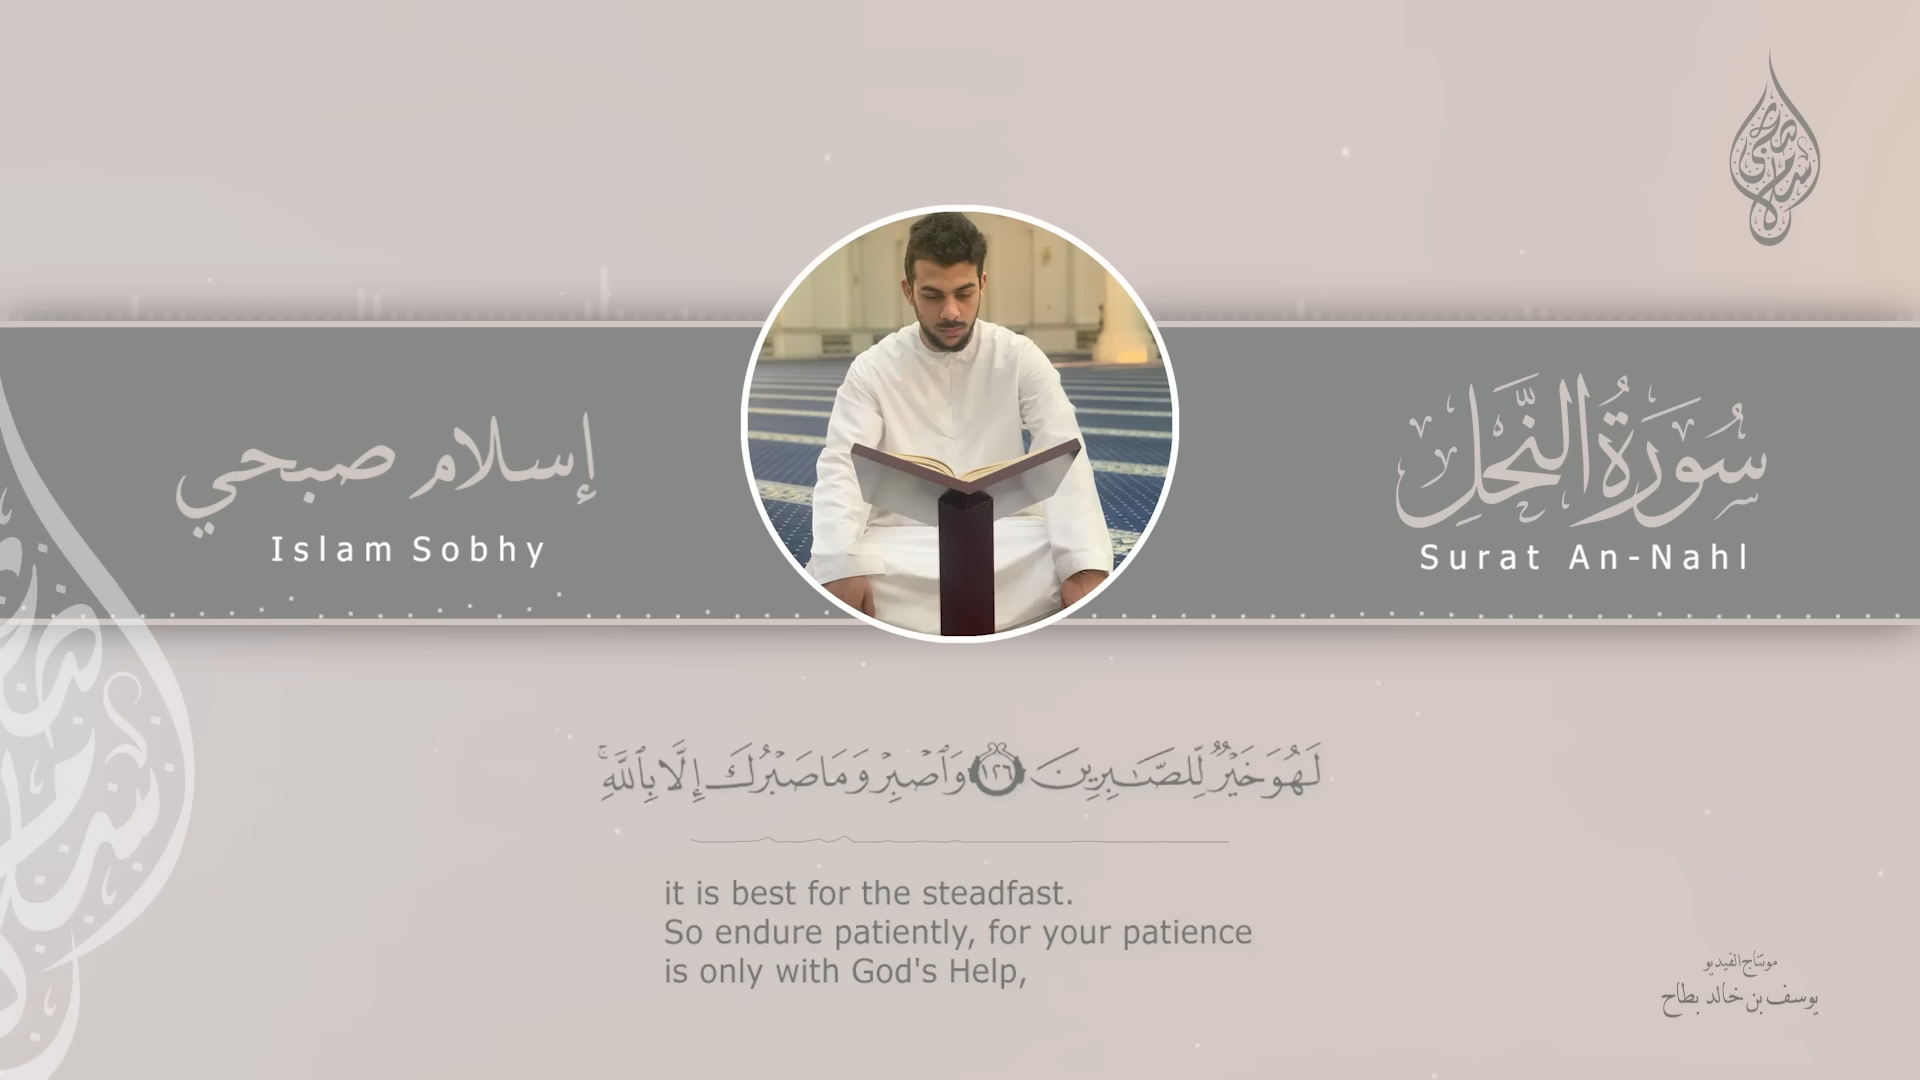 إسلام صبحي
Islam Sobhy
سُورَةُ النَّحل
Surat An-Nahl
لَهُوَ خَيْرٌ لِّلصَّـٰبِرِينَ ١٢٦ وَٱصْبِرْ وَمَا صَبْرُكَ إِلَّا بِٱللَّهِۚ
it is best for the steadfast.
So endure patiently, for your patience
is only with God's Help,
مونتاج الفيديو
يوسف بن خالد بطاح